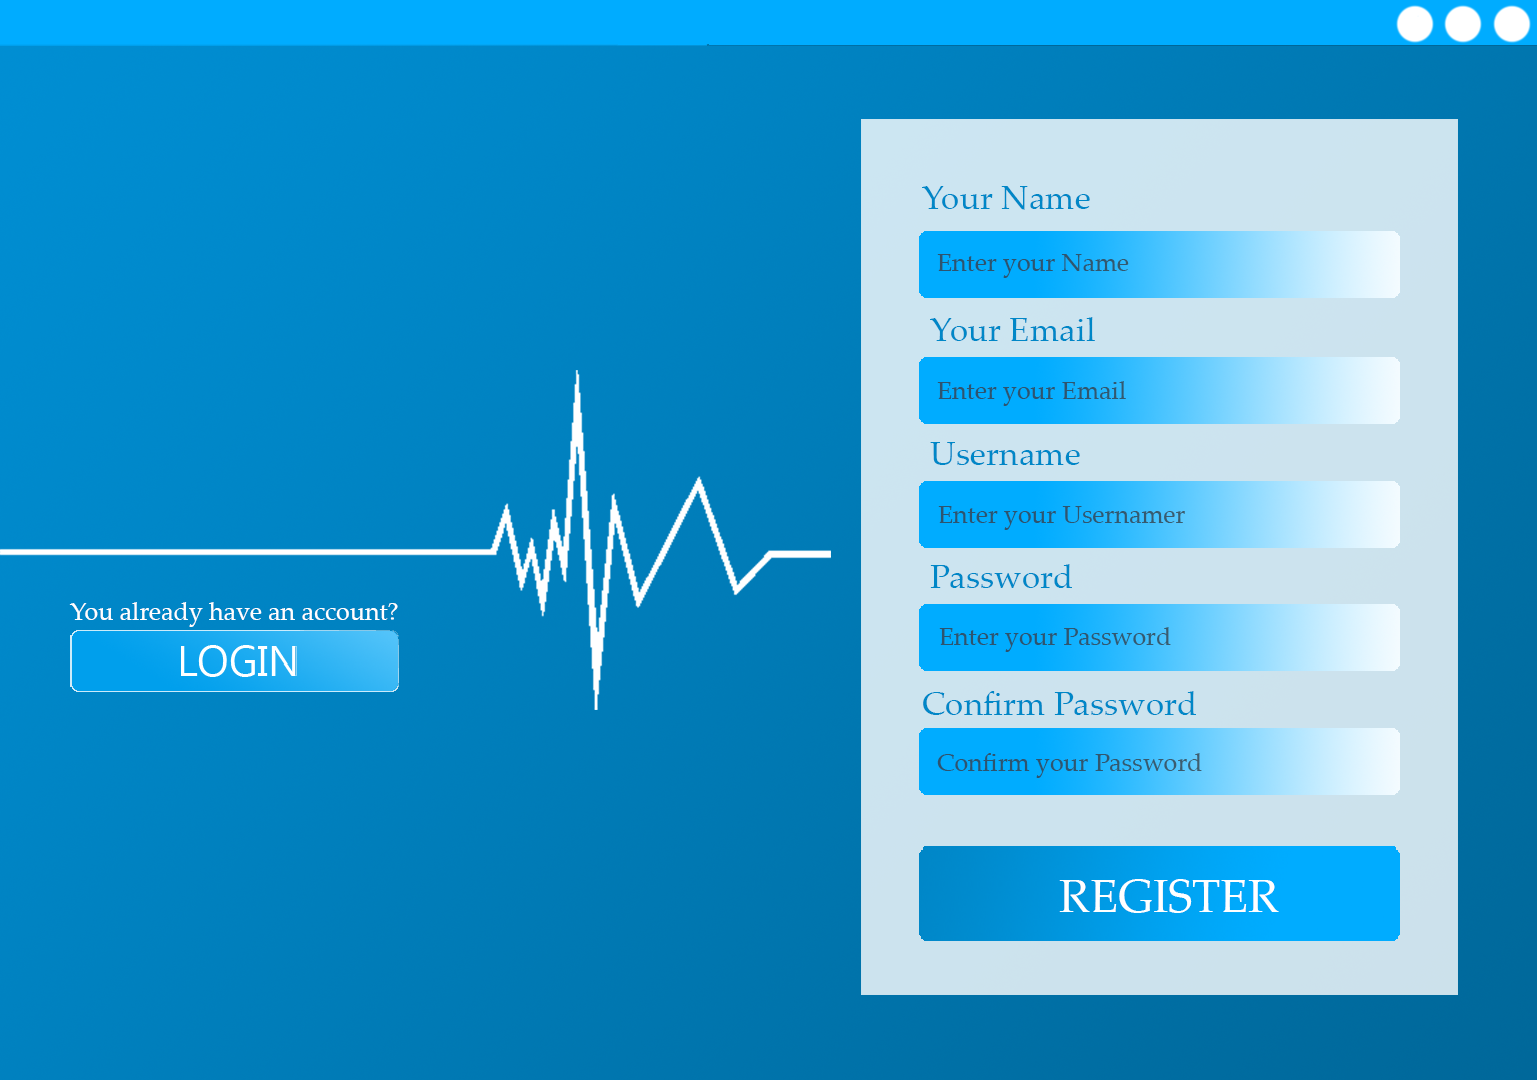 Your Name
Enter your Name
Your Email
Enter your Email
Username
Enter your Usernamer
Password
Enter your Password
Confirm Password
Confirm your Password
REGISTER
You already have an account?
LOGIN